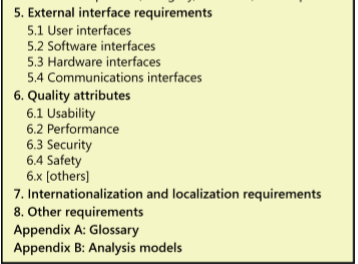 5. External interface requirements
5.1 User interfaces
5.2 Software interfaces
5.3 Hardware interfaces
5.4 Communications interfaces
6. Quality attributes
6.1 Usability
6.2 Performance
6.3 Security
6.4 Safety
6.x [others]
7. Internationalization and localization requirements
8. Other requirements
Appendix A: Glossary
Appendix B: Analysis models